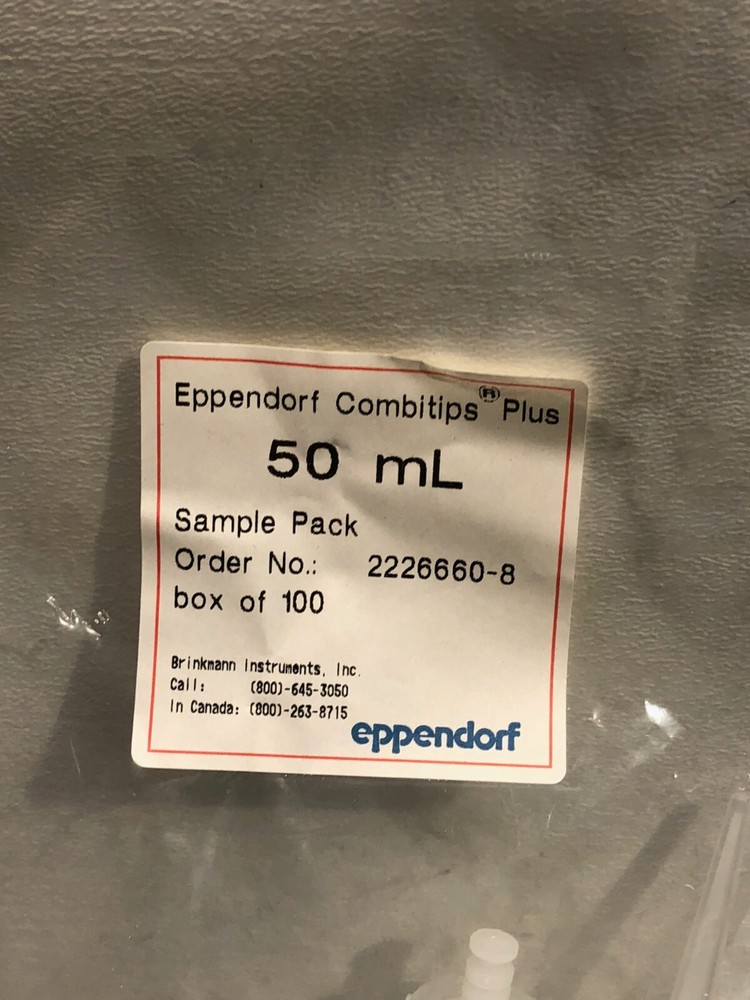 Eppendorf Combitips® Plus
50 mL
Sample Pack
Order No.: 2226660-8
box of 100
Brinkmann Instruments, Inc.
Call: (800)-645-3050
In Canada: (800)-263-8715
eppendorf